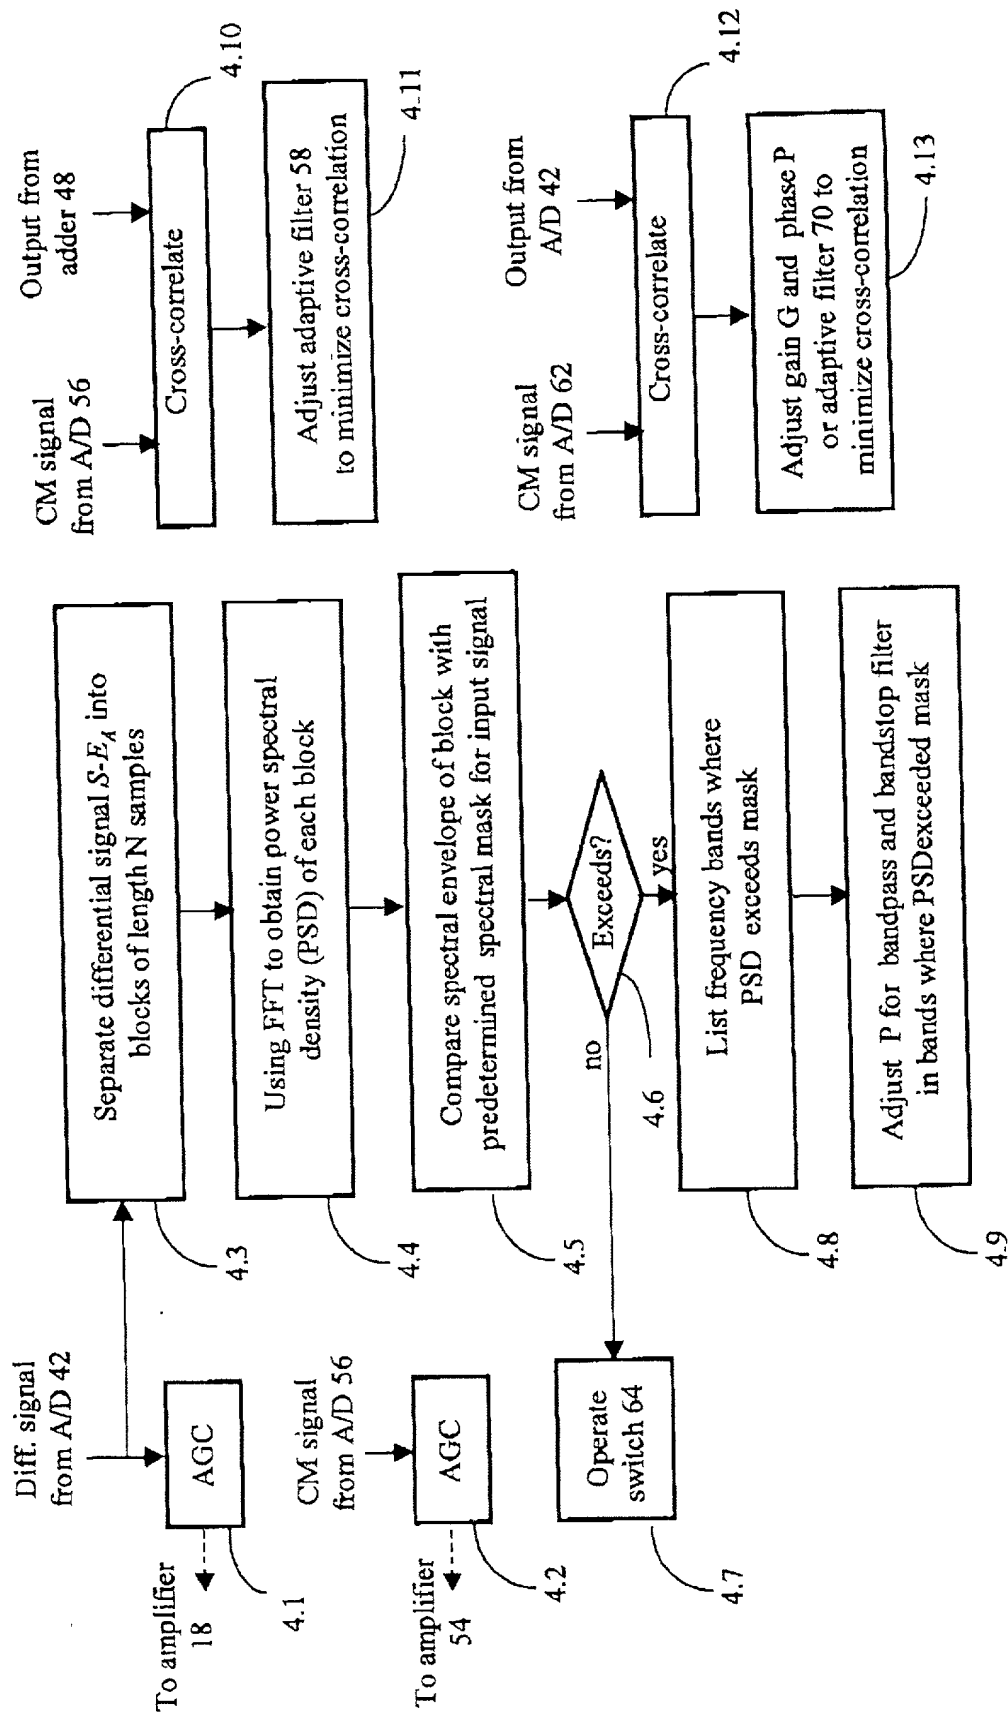 Diff. signal
from A/D 42
AGC
To amplifier
18
4.1
CM signal
from A/D 56
AGC
To amplifier
54
4.2
Operate
switch 64
4.7
Separate differential signal S-E_A into
blocks of length N samples
4.3
Using FFT to obtain power spectral
density (PSD) of each block
4.4
Compare spectral envelope of block with
predetermined spectral mask for input signal
4.5
Exceeds?
no
yes
4.6
List frequency bands where
PSD exceeds mask
4.8
Adjust P for bandpass and bandstop filter
in bands where PSDexceeded mask
4.9
CM signal
from A/D 56
Output from
adder 48
Cross-correlate
4.10
Adjust adaptive filter 58
to minimize cross-correlation
4.11
CM signal
from A/D 62
Output from
A/D 42
Cross-correlate
4.12
Adjust gain G and phase P
or adaptive filter 70 to
minimize cross-correlation
4.13